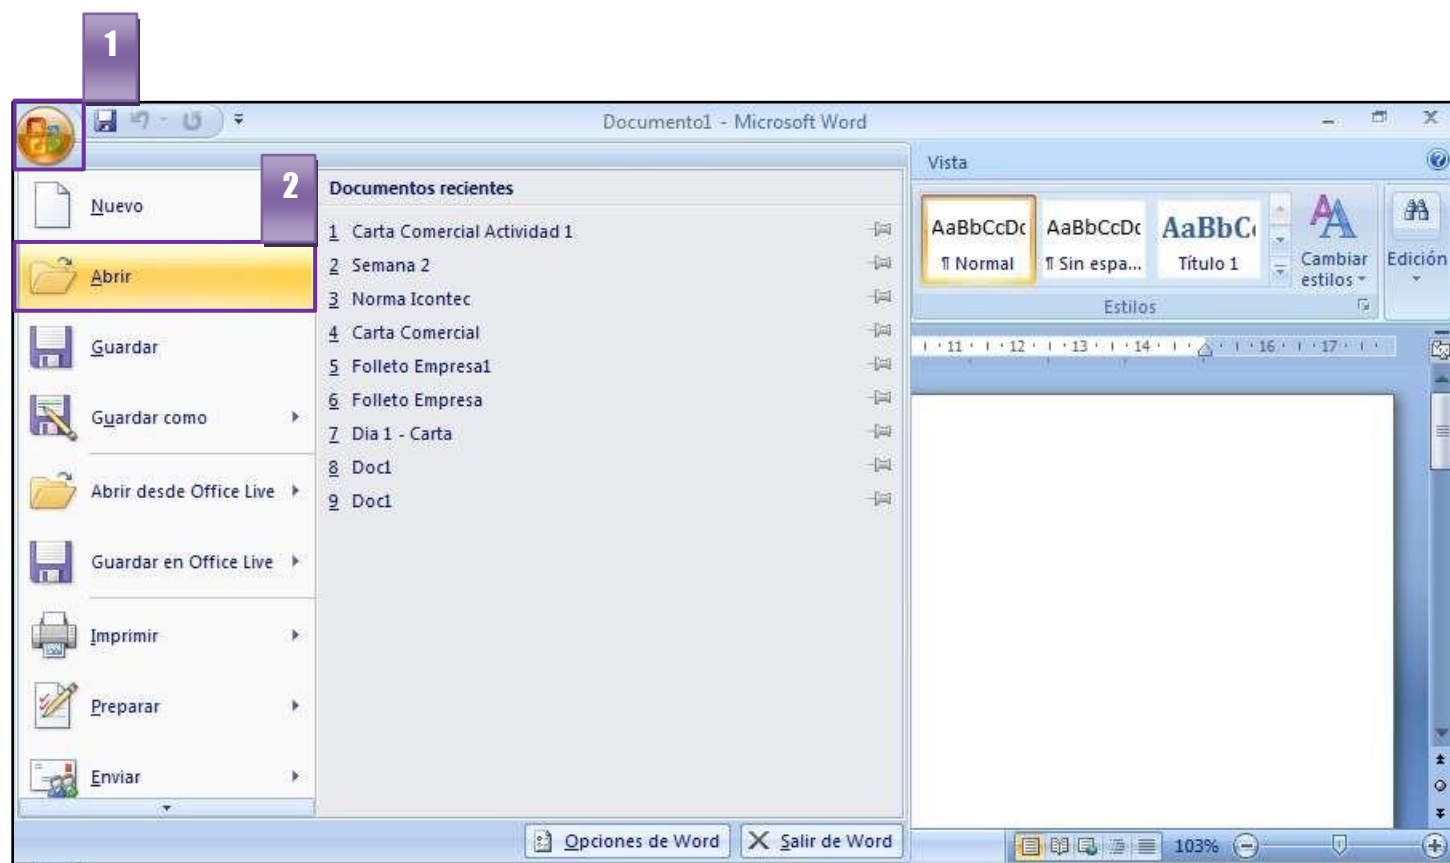 1
Documento1 - Microsoft Word
Vista
2
Nuevo
Abrir
Guardar
Guardar como
Abrir desde Office Live
Guardar en Office Live
Imprimir
Preparar
Enviar
Documentos recientes
1 Carta Comercial Actividad 1
2 Semana 2
3 Norma Icontec
4 Carta Comercial
5 Folleto Empresa1
6 Folleto Empresa
7 Dia 1 - Carta
8 Doc1
9 Doc1
Opciones de Word
Salir de Word
AaBbCcDc AaBbCcDc AaBbC
¶ Normal ¶ Sin espa... Título 1
Cambiar
estilos
Edición
Estilos
11 12 13 14 16 17
103%